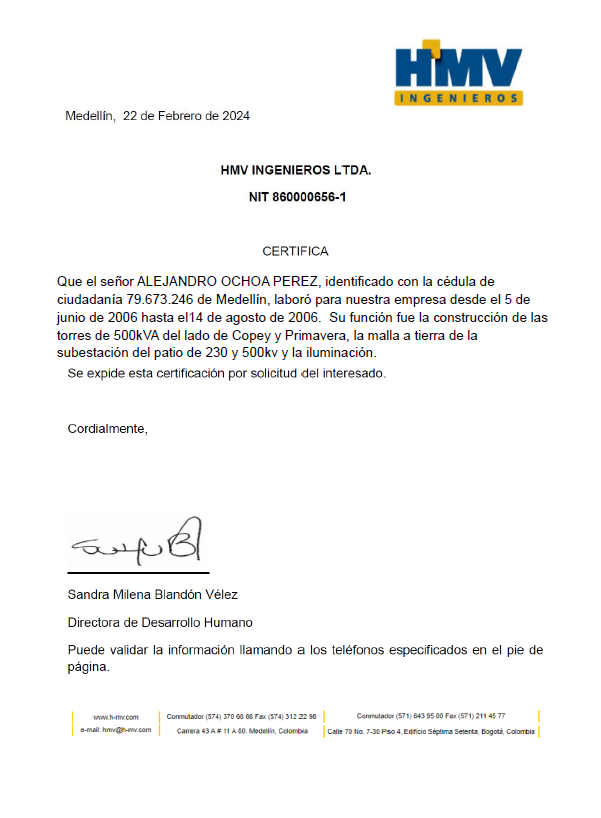 HMV
INGENIEROS
Medellín, 22 de Febrero de 2024
HMV INGENIEROS LTDA.
NIT 860000656-1
CERTIFICA
Que el señor ALEJANDRO OCHOA PEREZ, identificado con la cédula de
ciudadanía 79.673.246 de Medellín, laboró para nuestra empresa desde el 5 de
junio de 2006 hasta el14 de agosto de 2006. Su función fue la construcción de las
torres de 500kVA del lado de Copey y Primavera, la malla a tierra de la
subestación del patio de 230 y 500kv y la iluminación.
Se expide esta certificación por solicitud del interesado.
Cordialmente,
Sandra Milena Blandón Vélez
Directora de Desarrollo Humano
Puede validar la información llamando a los teléfonos especificados en el pie de
página.
www.h-mv.com
e-mail: hmv@h-mv.com
Conmutador (574) 370 66 66 Fax (574) 312 22 96
Carrera 43 A # 11 A 80. Medellín, Colombia
Conmutador (571) 643 95 00 Fax (571) 211 45 77
Calle 70 No. 7-30 Piso 4, Edificio Séptima Setenta, Bogotá, Colombia